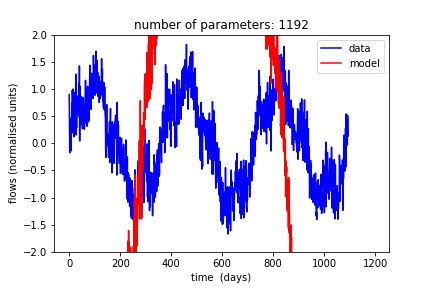 number of parameters: 1192
data
model
flows (normalised units)
2.0
1.5
1.0
0.5
0.0
−0.5
−1.0
−1.5
−2.0
0 200 400 600 800 1000 1200
time (days)